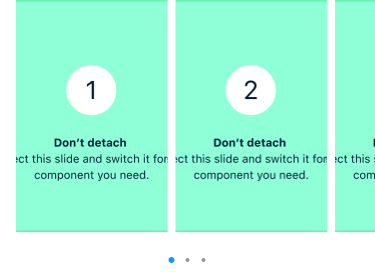 1
Don't detach
ect this slide and switch it for
component you need.
2
Don't detach
ect this slide and switch it for
component you need.
ect this
com